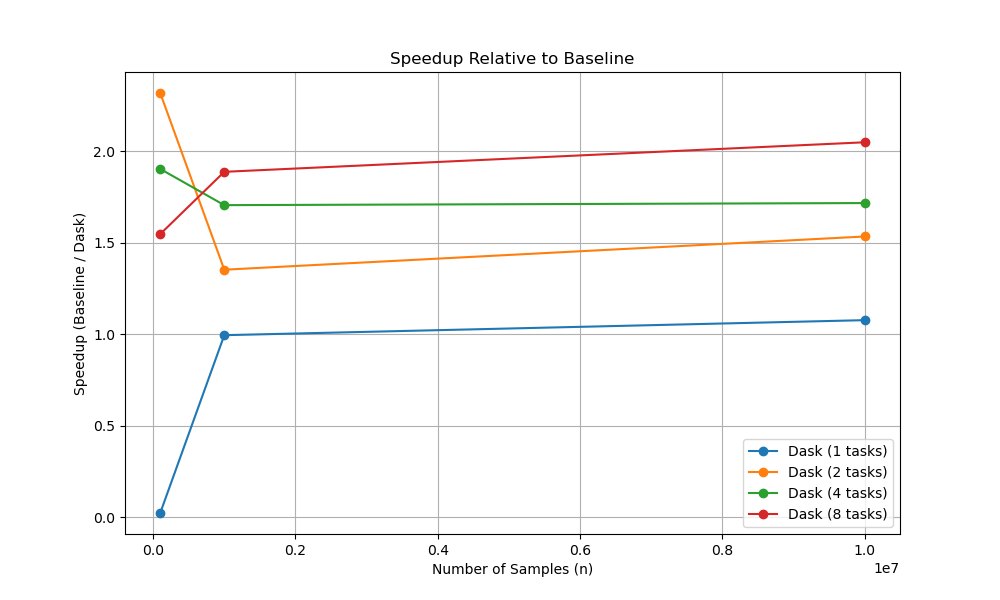 Speedup Relative to Baseline
Speedup (Baseline / Dask)
2.0
1.5
1.0
0.5
0.0
0.0 0.2 0.4 0.6 0.8 1.0
1e7
Number of Samples (n)
Dask (1 tasks)
Dask (2 tasks)
Dask (4 tasks)
Dask (8 tasks)